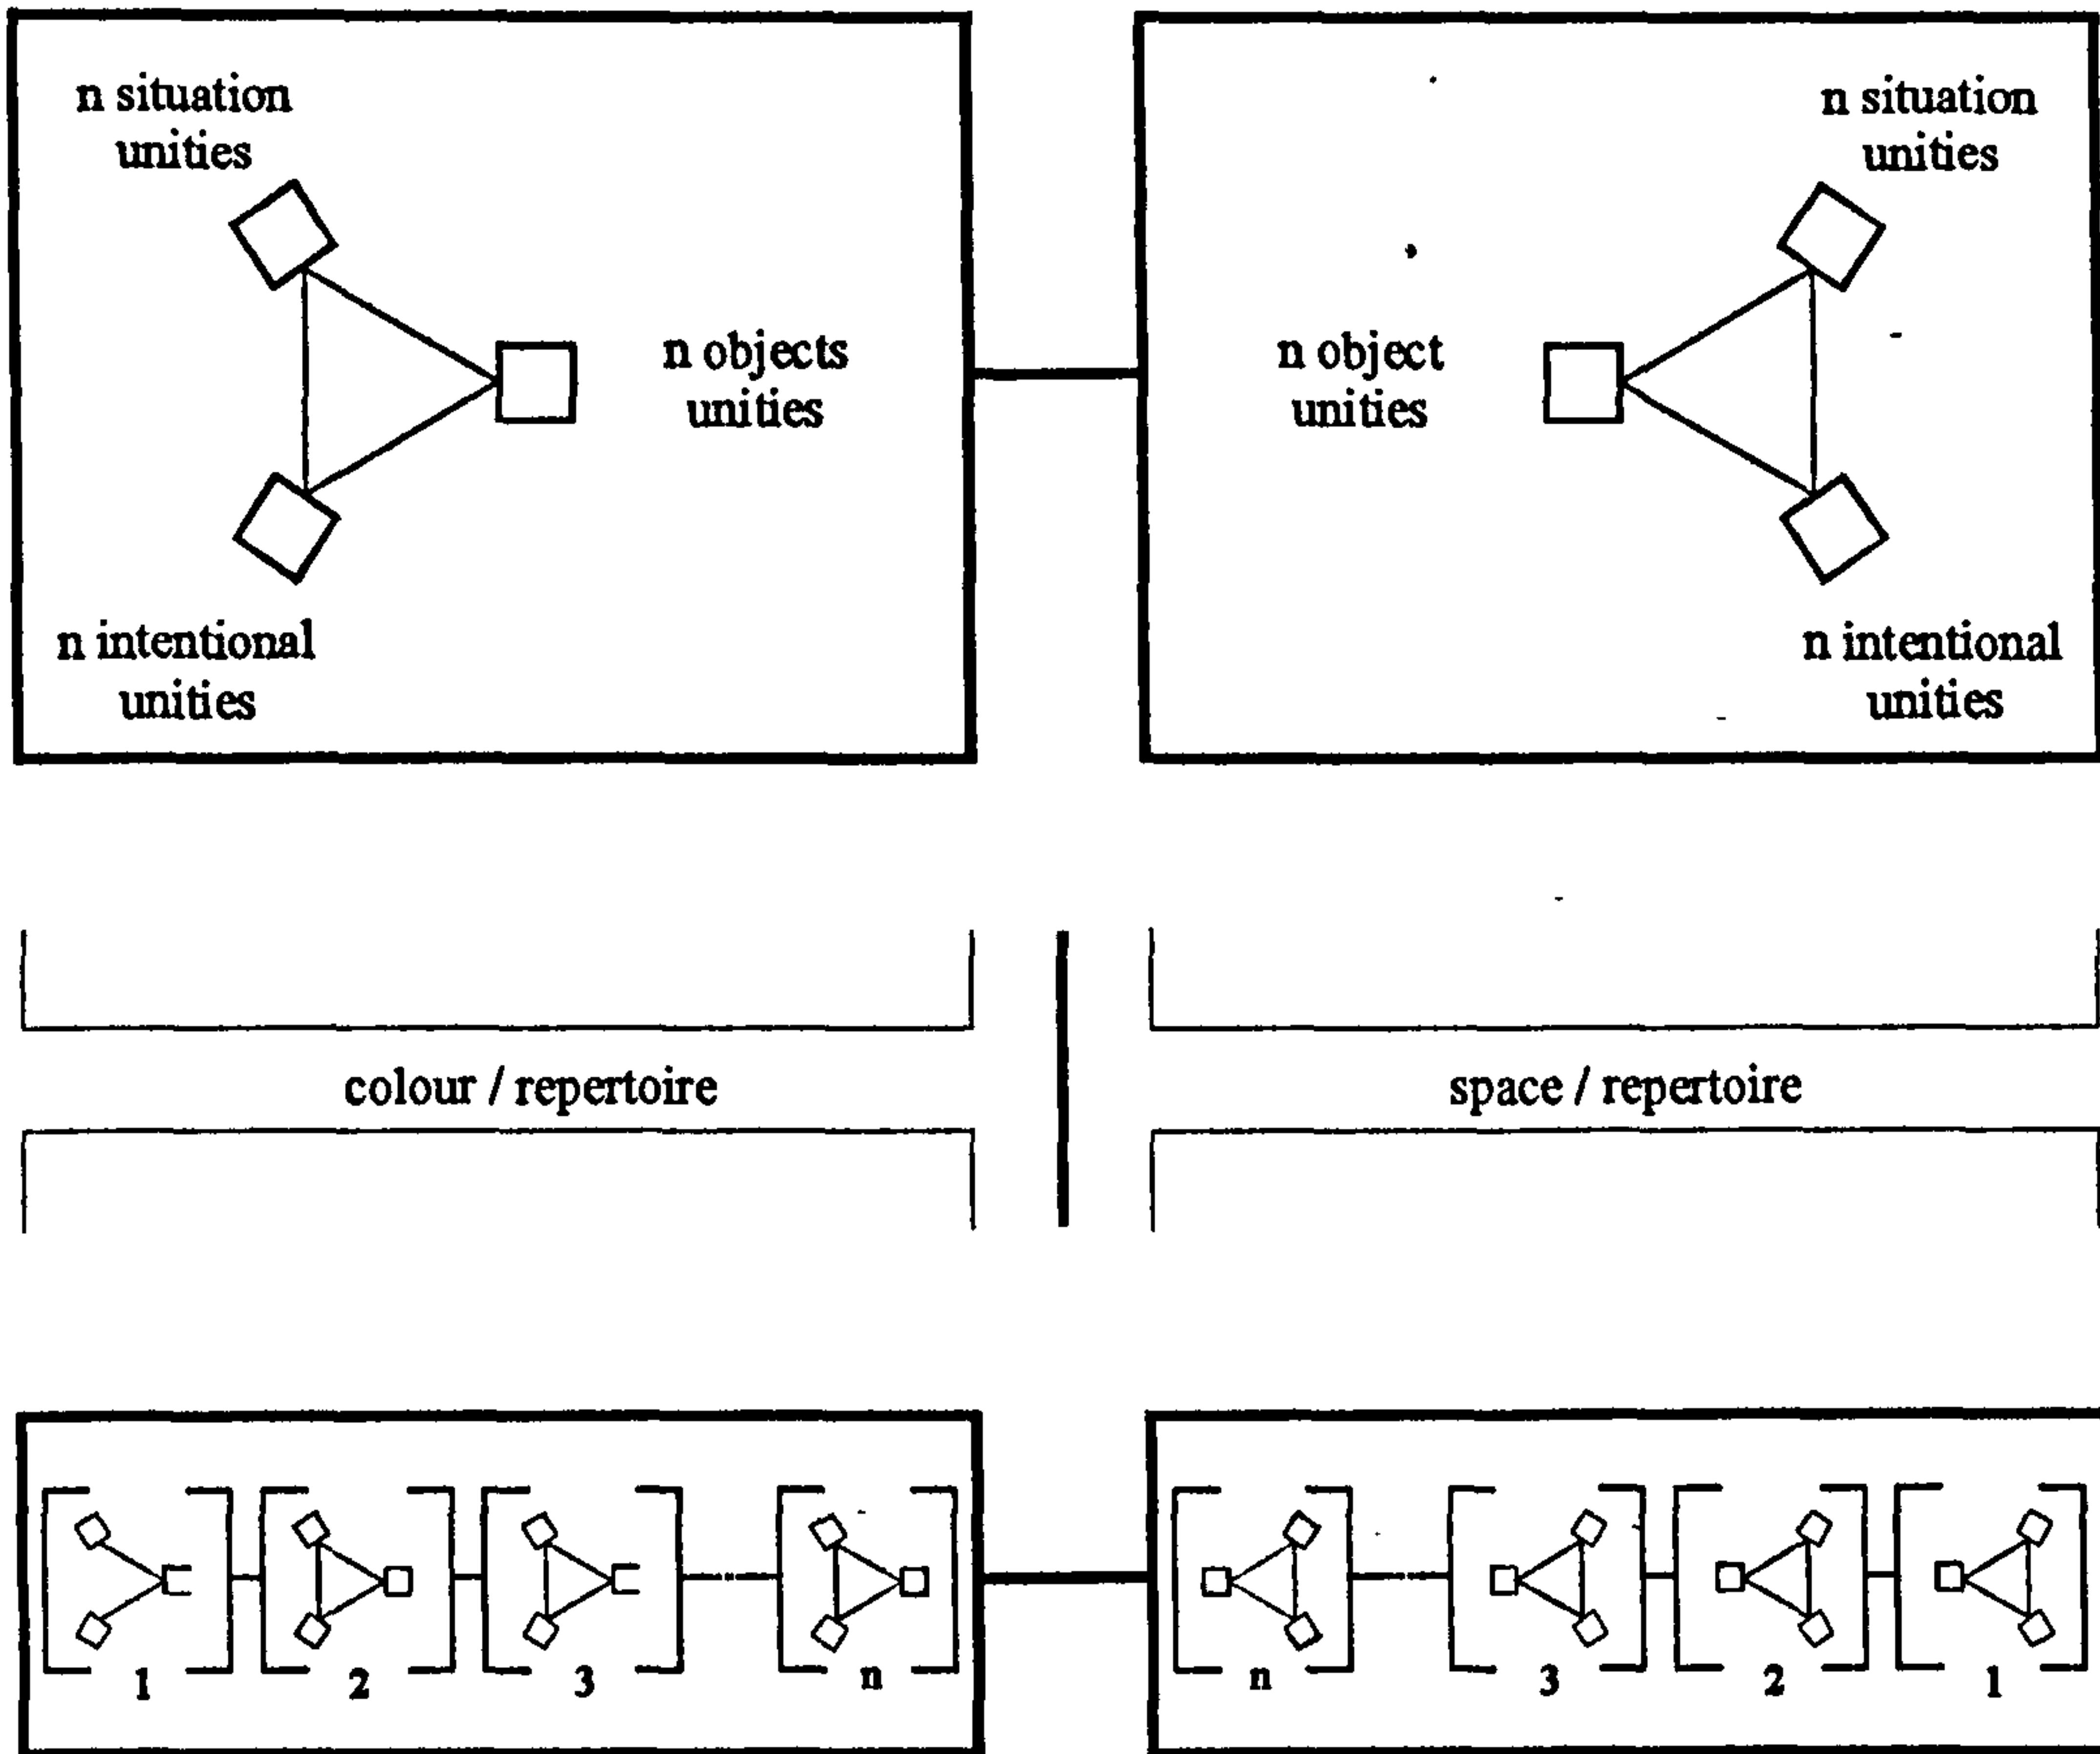 n situation
unities
n objects
unities
n intentional
unities
n situation
unities
n object
unities
n intentional
unities
colour / repertoire
space / repertoire
1 2 3 n
n 3 2 1